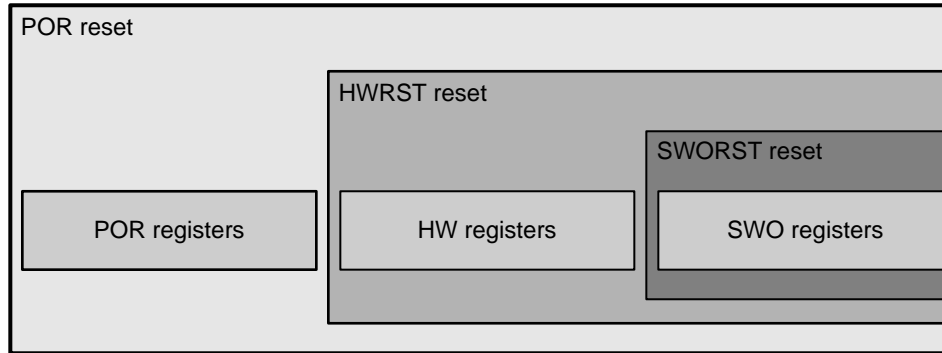 POR reset
HWRST reset
SWORST reset
POR registers
HW registers
SWO registers